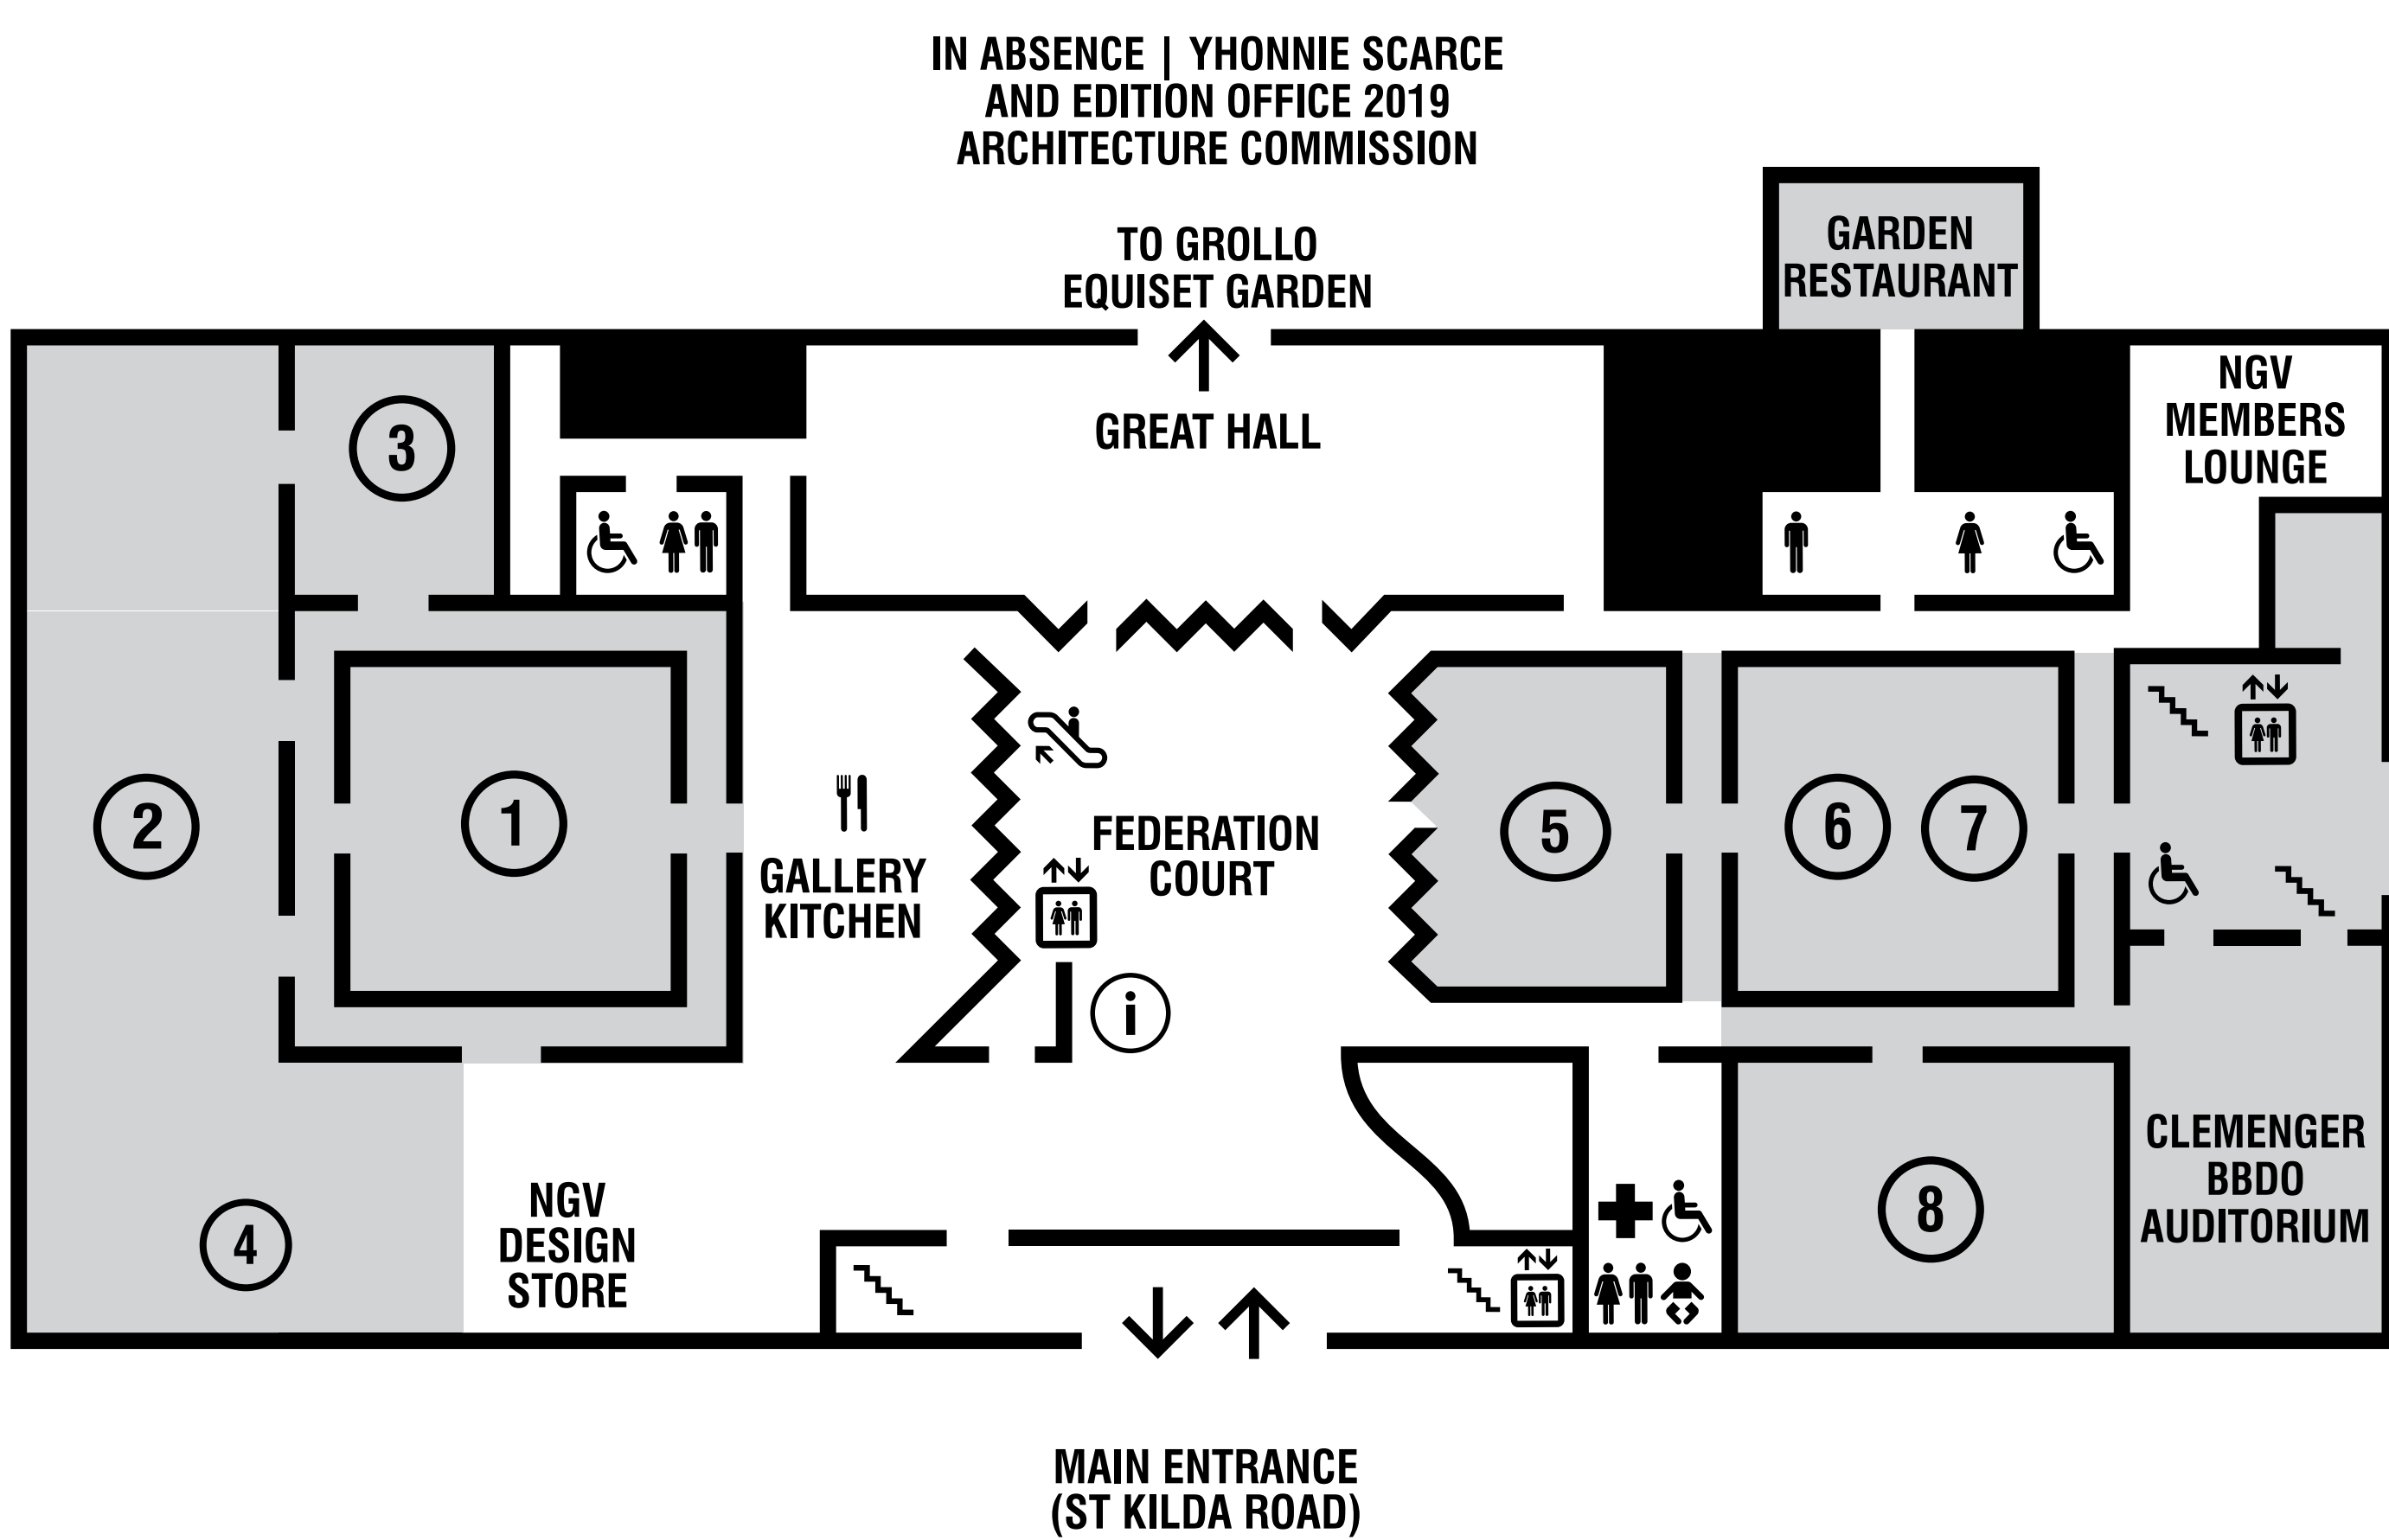 IN ABSENCE | YHONNIE SCARCE
AND EDITION OFFICE 2019
ARCHITECTURE COMMISSION
TO GROLLO
EQUISET GARDEN
GARDEN
RESTAURANT
NGV
MEMBERS
LOUNGE
GREAT HALL
3
2
1
GALLERY
KITCHEN
FEDERATION
COURT
5
6
7
i
4
NGV
DESIGN
STORE
8
CLEMENGER
BBDO
AUDITORIUM
MAIN ENTRANCE
(ST KILDA ROAD)